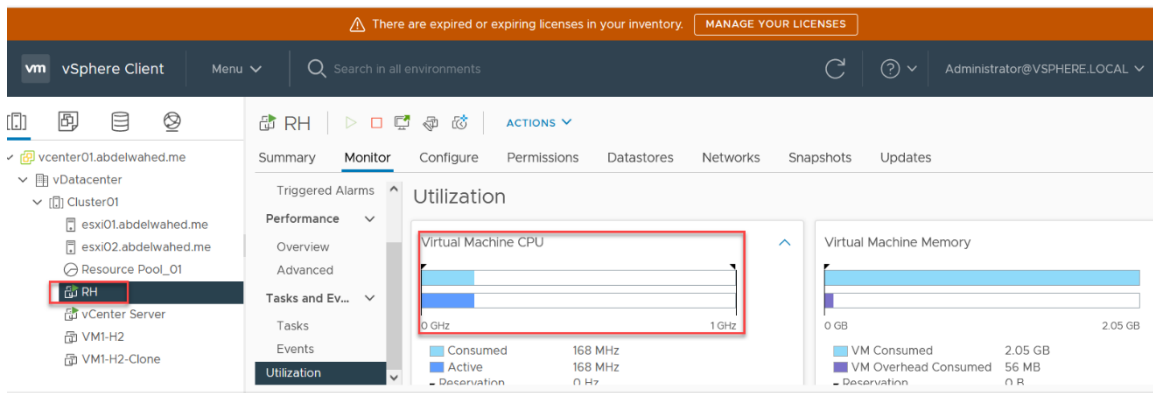 There are expired or expiring licenses in your inventory. MANAGE YOUR LICENSES
vm vSphere Client Menu Search in all environments Administrator@VSPHERE.LOCAL
RH ACTIONS
Summary Monitor Configure Permissions Datastores Networks Snapshots Updates
vcenter01.abdelwahed.me
vDatacenter
Cluster01
esxi01.abdelwahed.me
esxi02.abdelwahed.me
Resource Pool_01
RH
vCenter Server
VM1-H2
VM1-H2-Clone
Triggered Alarms
Performance
Overview
Advanced
Tasks and Ev...
Tasks
Events
Utilization
Utilization
Virtual Machine CPU
0 GHz 1 GHz
Consumed 168 MHz
Active 168 MHz
Reservation 0 Hz
Virtual Machine Memory
0 GB 2.05 GB
VM Consumed 2.05 GB
VM Overhead Consumed 56 MB
Reservation 0 B